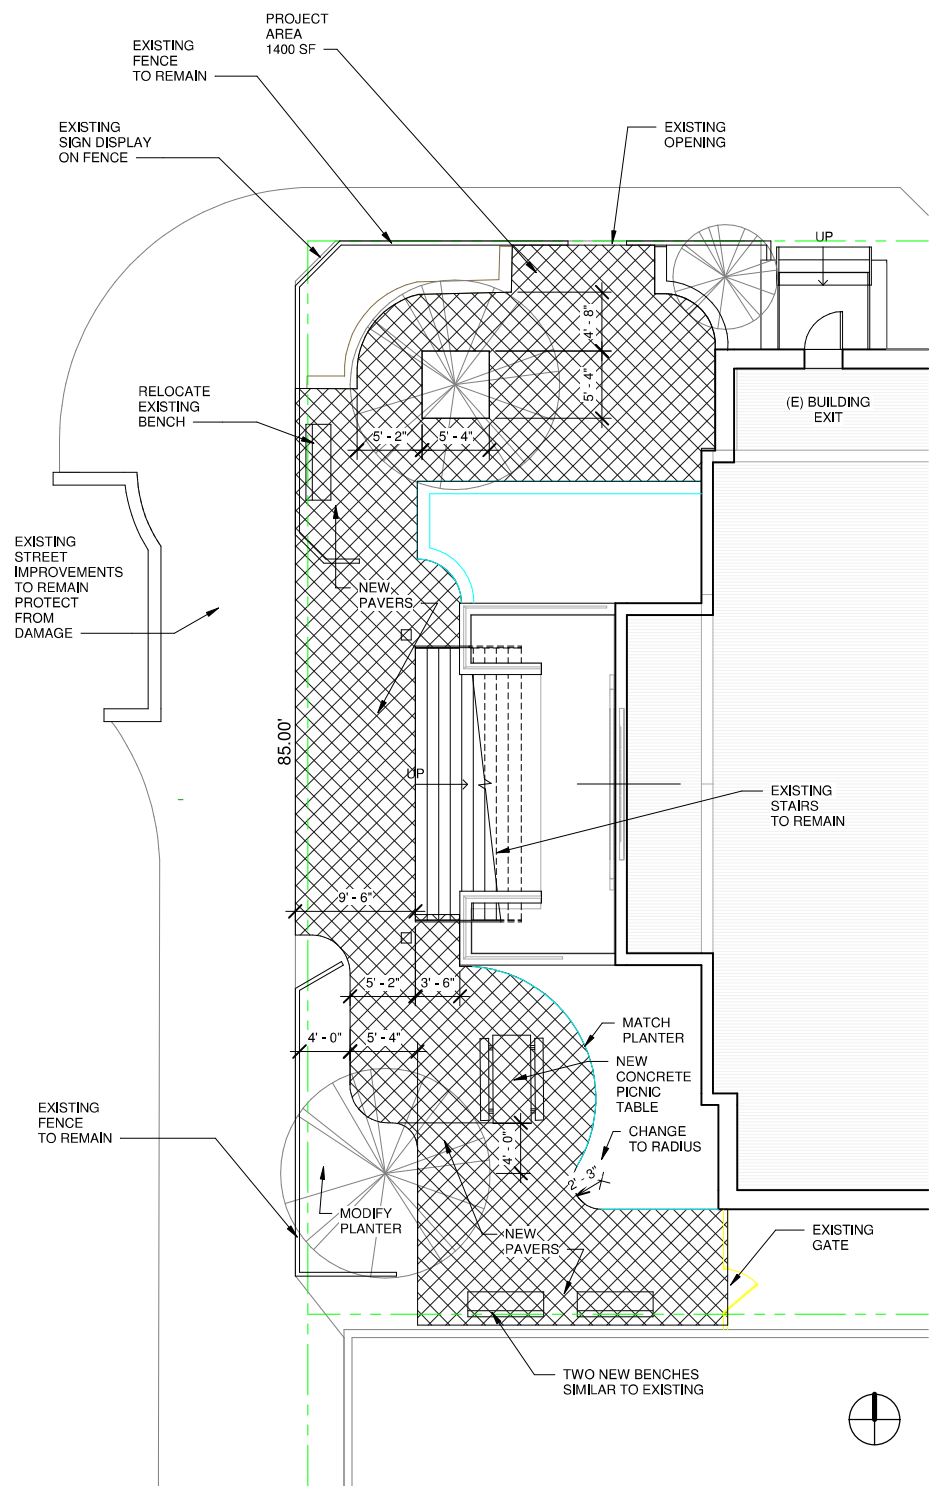 PROJECT
AREA
1400 SF
EXISTING
FENCE
TO REMAIN
EXISTING
SIGN DISPLAY
ON FENCE
EXISTING
OPENING
UP
4' - 8"
5' - 4"
(E) BUILDING
EXIT
RELOCATE
EXISTING
BENCH
5' - 2"
5' - 4"
EXISTING
STREET
IMPROVEMENTS
TO REMAIN
PROTECT
FROM
DAMAGE
NEW
PAVERS
85.00'
UP
EXISTING
STAIRS
TO REMAIN
9' - 6"
5' - 2"
3' - 6"
4' - 0"
5' - 4"
MATCH
PLANTER
NEW
CONCRETE
PICNIC
TABLE
EXISTING
FENCE
TO REMAIN
4' - 0"
CHANGE
TO RADIUS
2' - 3"
MODIFY
PLANTER
NEW
PAVERS
EXISTING
GATE
TWO NEW BENCHES
SIMILAR TO EXISTING